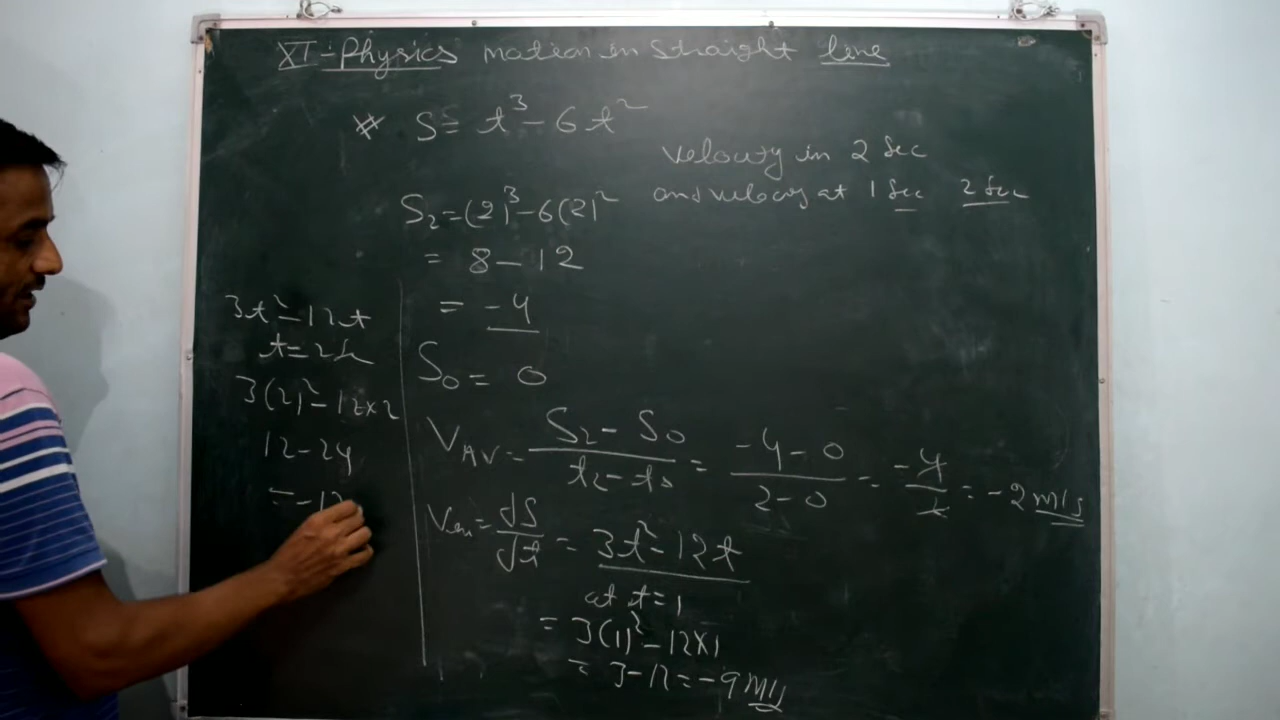 XI - Physics Motion in Straight line
* S = t³ - 6t²
velocity in 2 Sec
and velocity at 1 Sec 2 Sec
S₂ = (2)³ - 6(2)²
= 8 - 12
= -4
S₀ = 0
V_AV = (S₂ - S₀)/(t₂ - t₀) = (-4 - 0)/(2 - 0) = -4/2 = -2 m/s
V_in = dS/dt = 3t² - 12t
at t = 1
= 3(1)² - 12×1
= 3 - 12 = -9 m/s
3t² - 12t
t = 2 Sec
3(2)² - 12×2
12 - 24
= -12